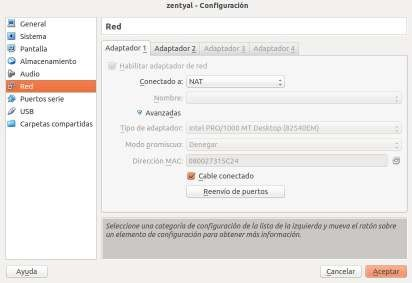 zentyal - Configuración
General
Sistema
Pantalla
Almacenamiento
Audio
Red
Puertos serie
USB
Carpetas compartidas
Red
Adaptador 1 Adaptador 2 Adaptador 3 Adaptador 4
Habilitar adaptador de red
Conectado a: NAT
Nombre:
Avanzadas
Tipo de adaptador: Intel PRO/1000 MT Desktop (82540EM)
Modo promiscuo: Denegar
Dirección MAC: 080027315C24
Cable conectado
Reenvío de puertos
Seleccione una categoría de configuración de la lista de la izquierda y mueva el ratón sobre
un elemento de configuración para obtener más información.
Ayuda Cancelar Aceptar